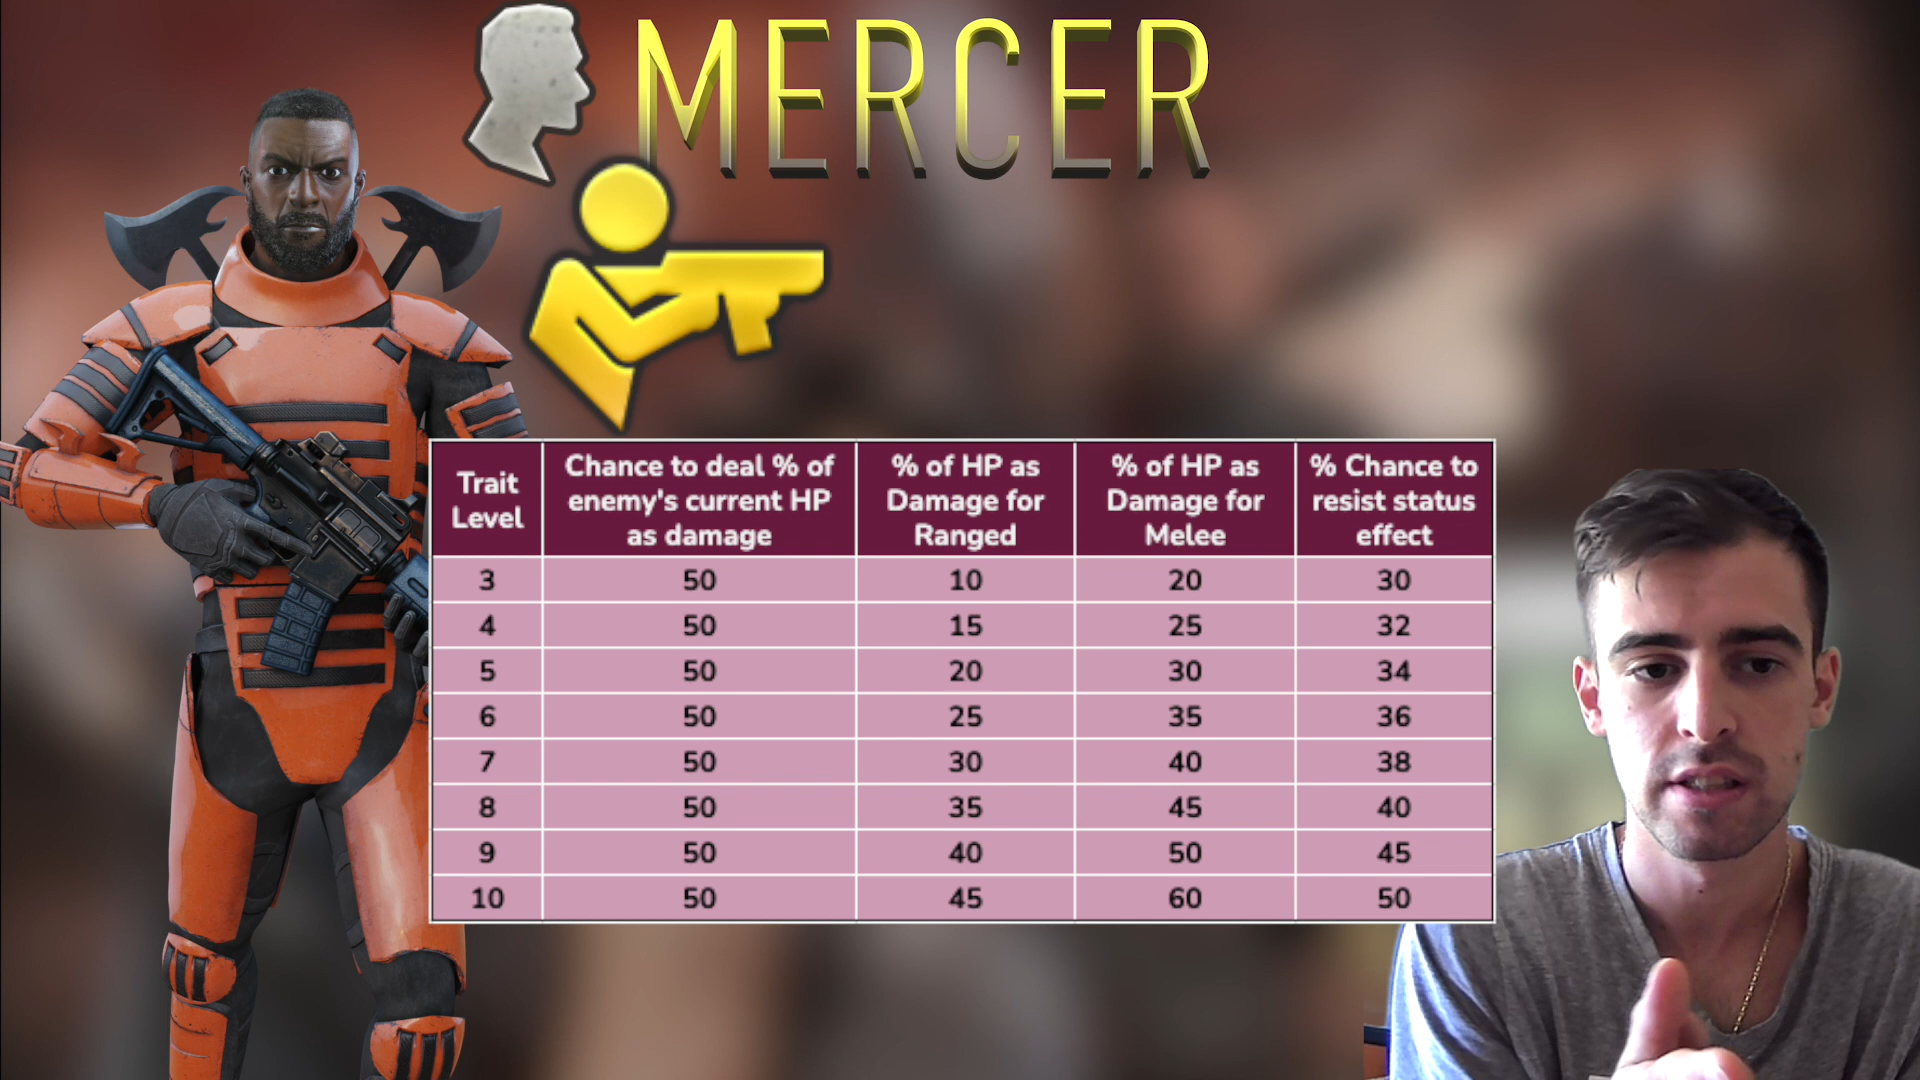 MERCER
Trait Level
Chance to deal % of enemy's current HP as damage
% of HP as Damage for Ranged
% of HP as Damage for Melee
% Chance to resist status effect
3 50 10 20 30
4 50 15 25 32
5 50 20 30 34
6 50 25 35 36
7 50 30 40 38
8 50 35 45 40
9 50 40 50 45
10 50 45 60 50